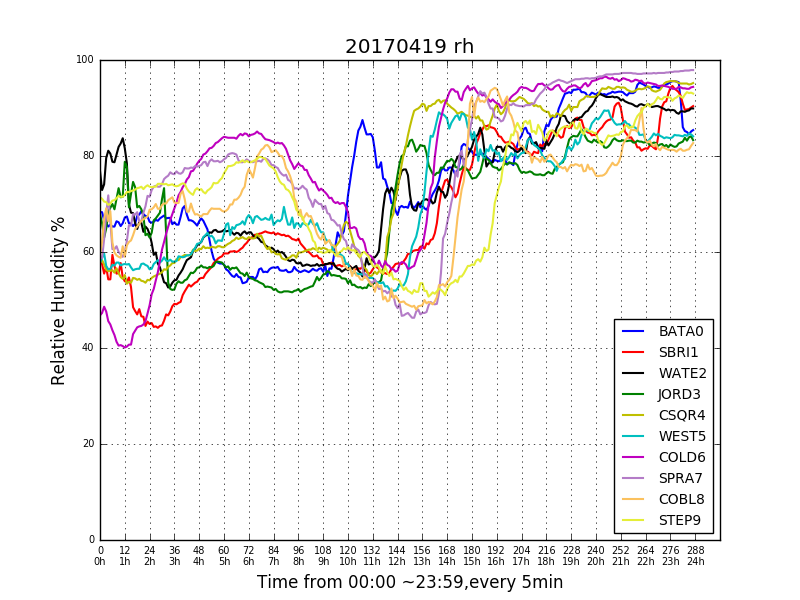 20170419 rh
Relative Humidity %
100
80
60
40
20
0
0 12 24 36 48 60 72 84 96 108 120 132 144 156 168 180 192 204 216 228 240 252 264 276 288
0h 1h 2h 3h 4h 5h 6h 7h 8h 9h 10h 11h 12h 13h 14h 15h 16h 17h 18h 19h 20h 21h 22h 23h 24h
Time from 00:00 ~23:59,every 5min
BATA0
SBRI1
WATE2
JORD3
CSQR4
WEST5
COLD6
SPRA7
COBL8
STEP9